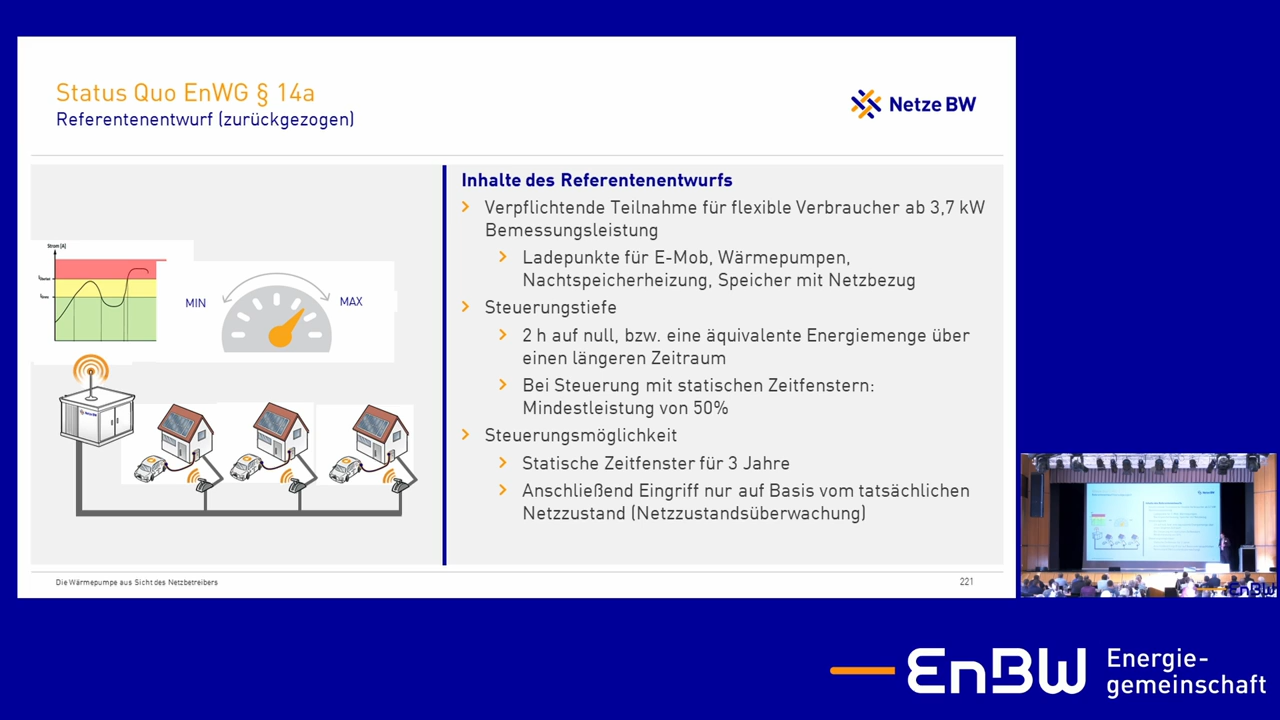 Status Quo EnWG § 14a
Referentenentwurf (zurückgezogen)
Netze BW
Inhalte des Referentenentwurfs
Verpflichtende Teilnahme für flexible Verbraucher ab 3,7 kW
Bemessungsleistung
Ladepunkte für E-Mob, Wärmepumpen,
Nachtspeicherheizung, Speicher mit Netzbezug
Steuerungstiefe
2 h auf null, bzw. eine äquivalente Energiemenge über
einen längeren Zeitraum
Bei Steuerung mit statischen Zeitfenstern:
Mindestleistung von 50%
Steuerungsmöglichkeit
Statische Zeitfenster für 3 Jahre
Anschließend Eingriff nur auf Basis vom tatsächlichen
Netzzustand (Netzzustandsüberwachung)
Strom [A]
MIN
MAX
Netze BW
Die Wärmepumpe aus Sicht des Netzbetreibers
221
EnBW
EnBW
Energie-
gemeinschaft